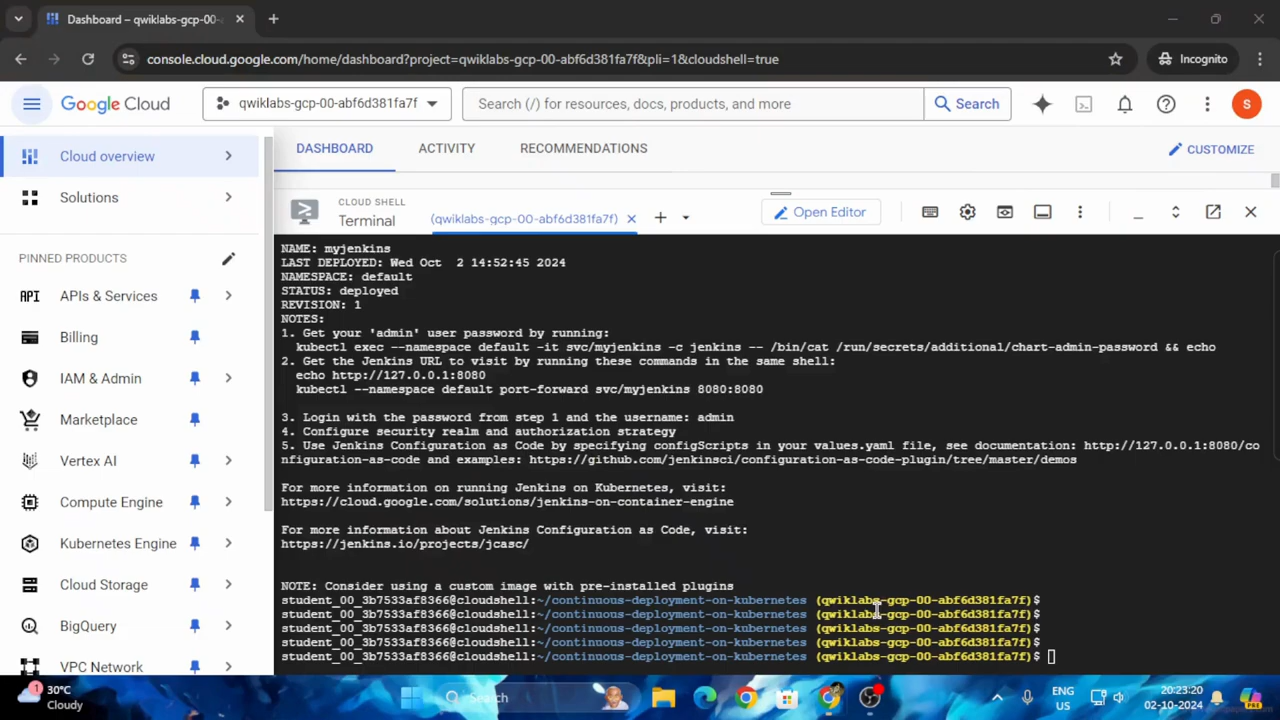 Dashboard – qwiklabs-gcp-00-
console.cloud.google.com/home/dashboard?project=qwiklabs-gcp-00-abf6d381fa7f&pli=1&cloudshell=true
Incognito
Google Cloud
qwiklabs-gcp-00-abf6d381fa7f
Search (/) for resources, docs, products, and more
Search
S
Cloud overview
Solutions
PINNED PRODUCTS
APIs & Services
Billing
IAM & Admin
Marketplace
Vertex AI
Compute Engine
Kubernetes Engine
Cloud Storage
BigQuery
VPC Network
DASHBOARD
ACTIVITY
RECOMMENDATIONS
CUSTOMIZE
CLOUD SHELL
Terminal
(qwiklabs-gcp-00-abf6d381fa7f)
Open Editor
NAME: myjenkins
LAST DEPLOYED: Wed Oct  2 14:52:45 2024
NAMESPACE: default
STATUS: deployed
REVISION: 1
NOTES:
1. Get your 'admin' user password by running:
kubectl exec --namespace default -it svc/myjenkins -c jenkins -- /bin/cat /run/secrets/additional/chart-admin-password && echo
2. Get the Jenkins URL to visit by running these commands in the same shell:
echo http://127.0.0.1:8080
kubectl --namespace default port-forward svc/myjenkins 8080:8080
3. Login with the password from step 1 and the username: admin
4. Configure security realm and authorization strategy
5. Use Jenkins Configuration as Code by specifying configScripts in your values.yaml file, see documentation: http://127.0.0.1:8080/co
nfiguration-as-code and examples: https://github.com/jenkinsci/configuration-as-code-plugin/tree/master/demos
For more information on running Jenkins on Kubernetes, visit:
https://cloud.google.com/solutions/jenkins-on-container-engine
For more information about Jenkins Configuration as Code, visit:
https://jenkins.io/projects/jcasc/
NOTE: Consider using a custom image with pre-installed plugins
student_00_3b7533af8366@cloudshell:~/continuous-deployment-on-kubernetes (qwiklabs-gcp-00-abf6d381fa7f)$
student_00_3b7533af8366@cloudshell:~/continuous-deployment-on-kubernetes (qwiklabs-gcp-00-abf6d381fa7f)$
student_00_3b7533af8366@cloudshell:~/continuous-deployment-on-kubernetes (qwiklabs-gcp-00-abf6d381fa7f)$
student_00_3b7533af8366@cloudshell:~/continuous-deployment-on-kubernetes (qwiklabs-gcp-00-abf6d381fa7f)$
student_00_3b7533af8366@cloudshell:~/continuous-deployment-on-kubernetes (qwiklabs-gcp-00-abf6d381fa7f)$
1
30°C
Cloudy
Search
ENG
US
20:23:20
02-10-2024